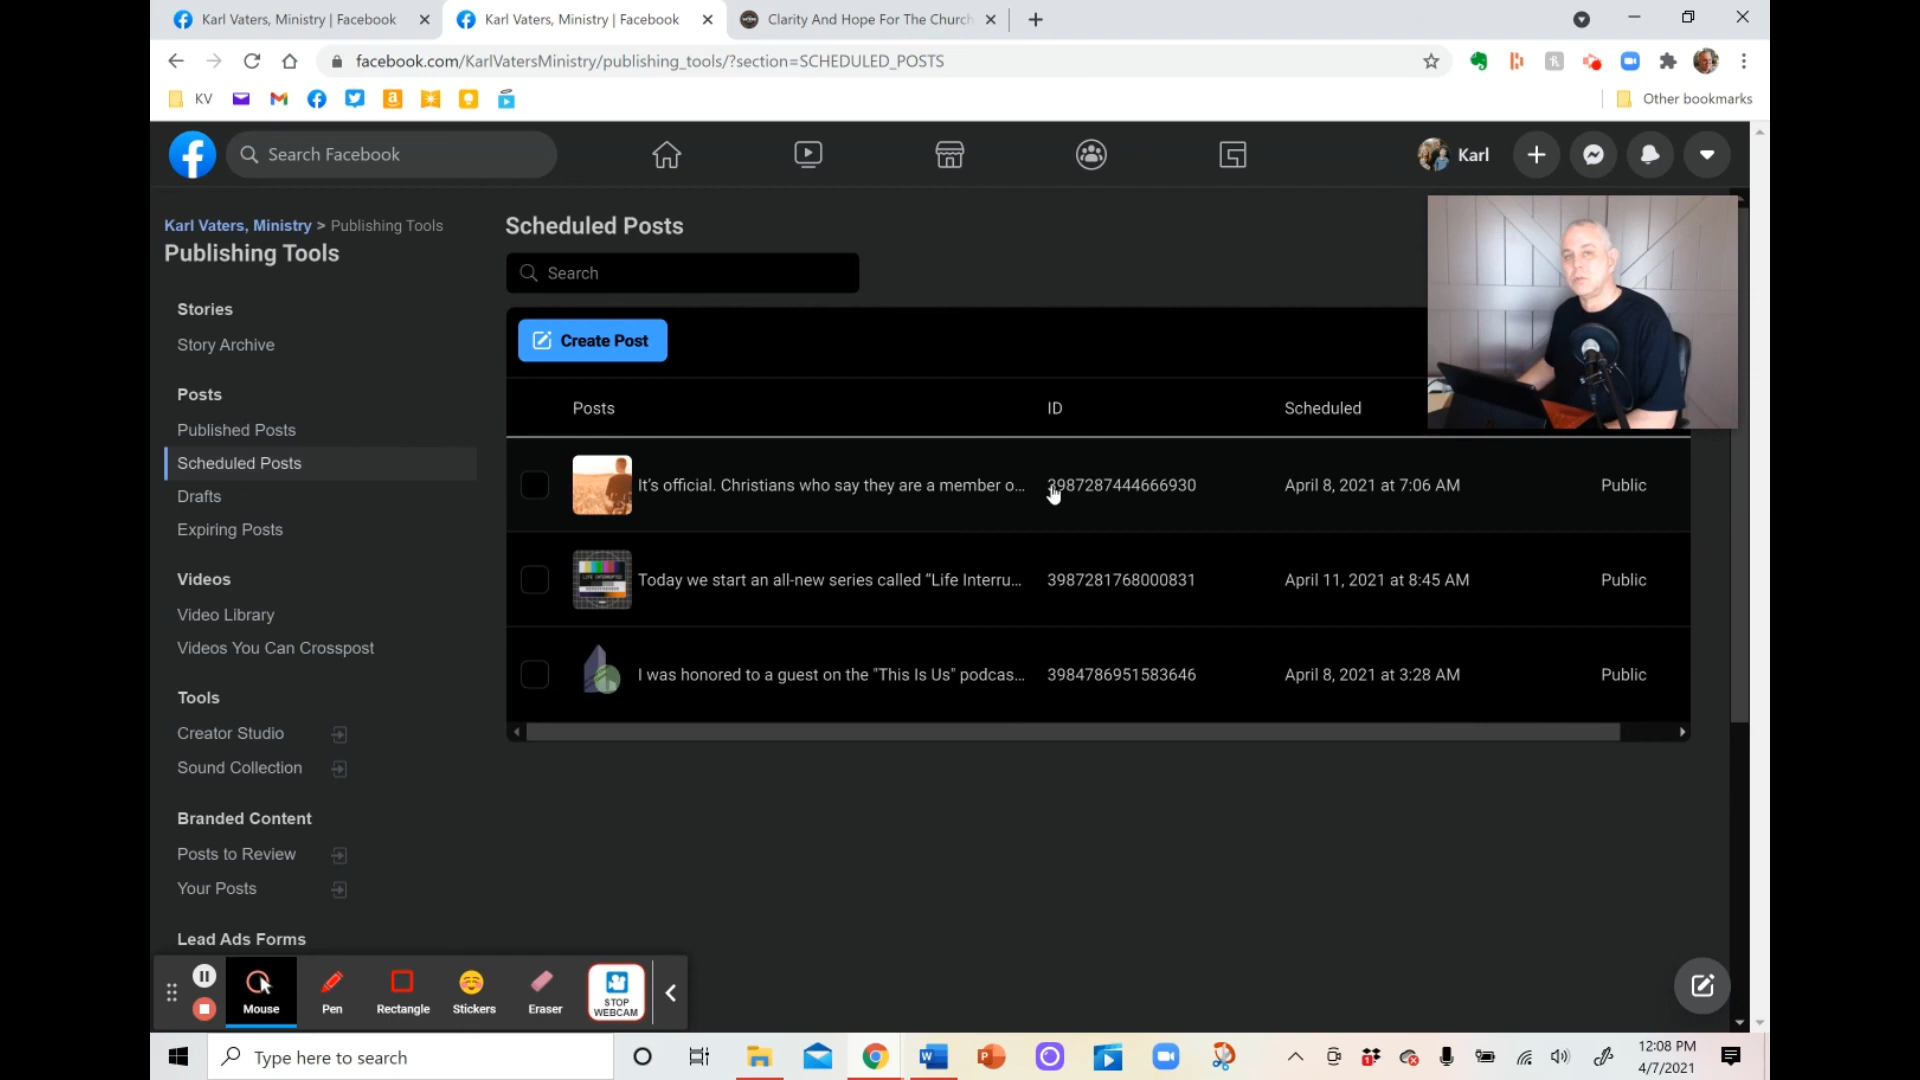 Karl Vaters, Ministry | Facebook
Karl Vaters, Ministry | Facebook
Clarity And Hope For The Church
facebook.com/KarlVatersMinistry/publishing_tools/?section=SCHEDULED_POSTS
KV
Other bookmarks
Search Facebook
Karl
Karl Vaters, Ministry > Publishing Tools
Publishing Tools
Stories
Story Archive
Posts
Published Posts
Scheduled Posts
Drafts
Expiring Posts
Videos
Video Library
Videos You Can Crosspost
Tools
Creator Studio
Sound Collection
Branded Content
Posts to Review
Your Posts
Lead Ads Forms
Scheduled Posts
Search
Create Post
Posts ID Scheduled
It's official. Christians who say they are a member o... 3987287444666930 April 8, 2021 at 7:06 AM Public
LIFE INTERRUPTED
Today we start an all-new series called “Life Interru... 3987281768000831 April 11, 2021 at 8:45 AM Public
I was honored to a guest on the "This Is Us" podcas... 3984786951583646 April 8, 2021 at 3:28 AM Public
Mouse
Pen
Rectangle
Stickers
Eraser
STOP
WEBCAM
Type here to search
12:08 PM
4/7/2021